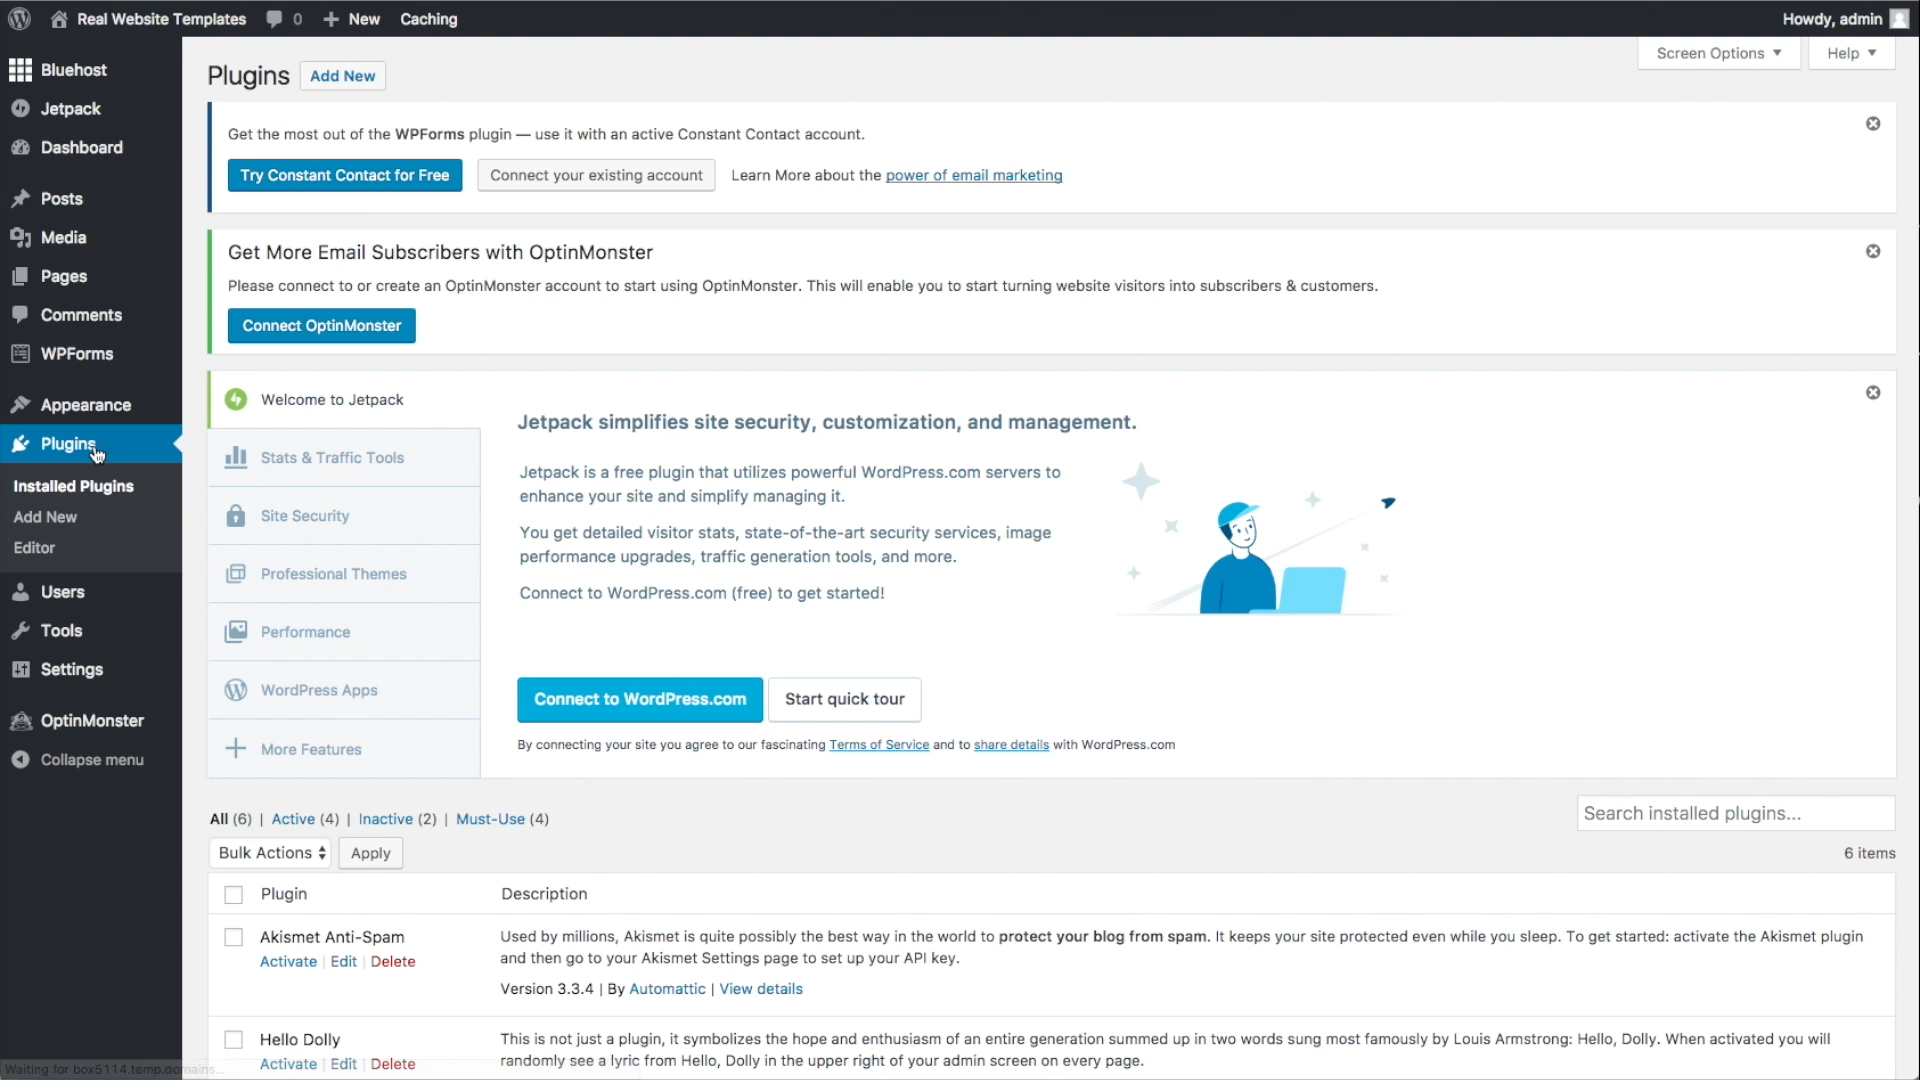 Real Website Templates 0 New Caching Howdy, admin
Screen Options Help
Bluehost
Jetpack
Dashboard
Posts
Media
Pages
Comments
WPForms
Appearance
Plugins
Installed Plugins
Add New
Editor
Users
Tools
Settings
OptinMonster
Collapse menu
Plugins Add New
Get the most out of the WPForms plugin — use it with an active Constant Contact account.
Try Constant Contact for Free Connect your existing account Learn More about the power of email marketing
Get More Email Subscribers with OptinMonster
Please connect to or create an OptinMonster account to start using OptinMonster. This will enable you to start turning website visitors into subscribers & customers.
Connect OptinMonster
Welcome to Jetpack
Stats & Traffic Tools
Site Security
Professional Themes
Performance
WordPress Apps
More Features
Jetpack simplifies site security, customization, and management.
Jetpack is a free plugin that utilizes powerful WordPress.com servers to
enhance your site and simplify managing it.
You get detailed visitor stats, state-of-the-art security services, image
performance upgrades, traffic generation tools, and more.
Connect to WordPress.com (free) to get started!
Connect to WordPress.com Start quick tour
By connecting your site you agree to our fascinating Terms of Service and to share details with WordPress.com
All (6) | Active (4) | Inactive (2) | Must-Use (4)
Search installed plugins...
Bulk Actions Apply
6 items
Plugin Description
Akismet Anti-Spam
Activate | Edit | Delete
Used by millions, Akismet is quite possibly the best way in the world to protect your blog from spam. It keeps your site protected even while you sleep. To get started: activate the Akismet plugin
and then go to your Akismet Settings page to set up your API key.
Version 3.3.4 | By Automattic | View details
Hello Dolly
Activate | Edit | Delete
This is not just a plugin, it symbolizes the hope and enthusiasm of an entire generation summed up in two words sung most famously by Louis Armstrong: Hello, Dolly. When activated you will
randomly see a lyric from Hello, Dolly in the upper right of your admin screen on every page.
Waiting for box5114.temp.domains...